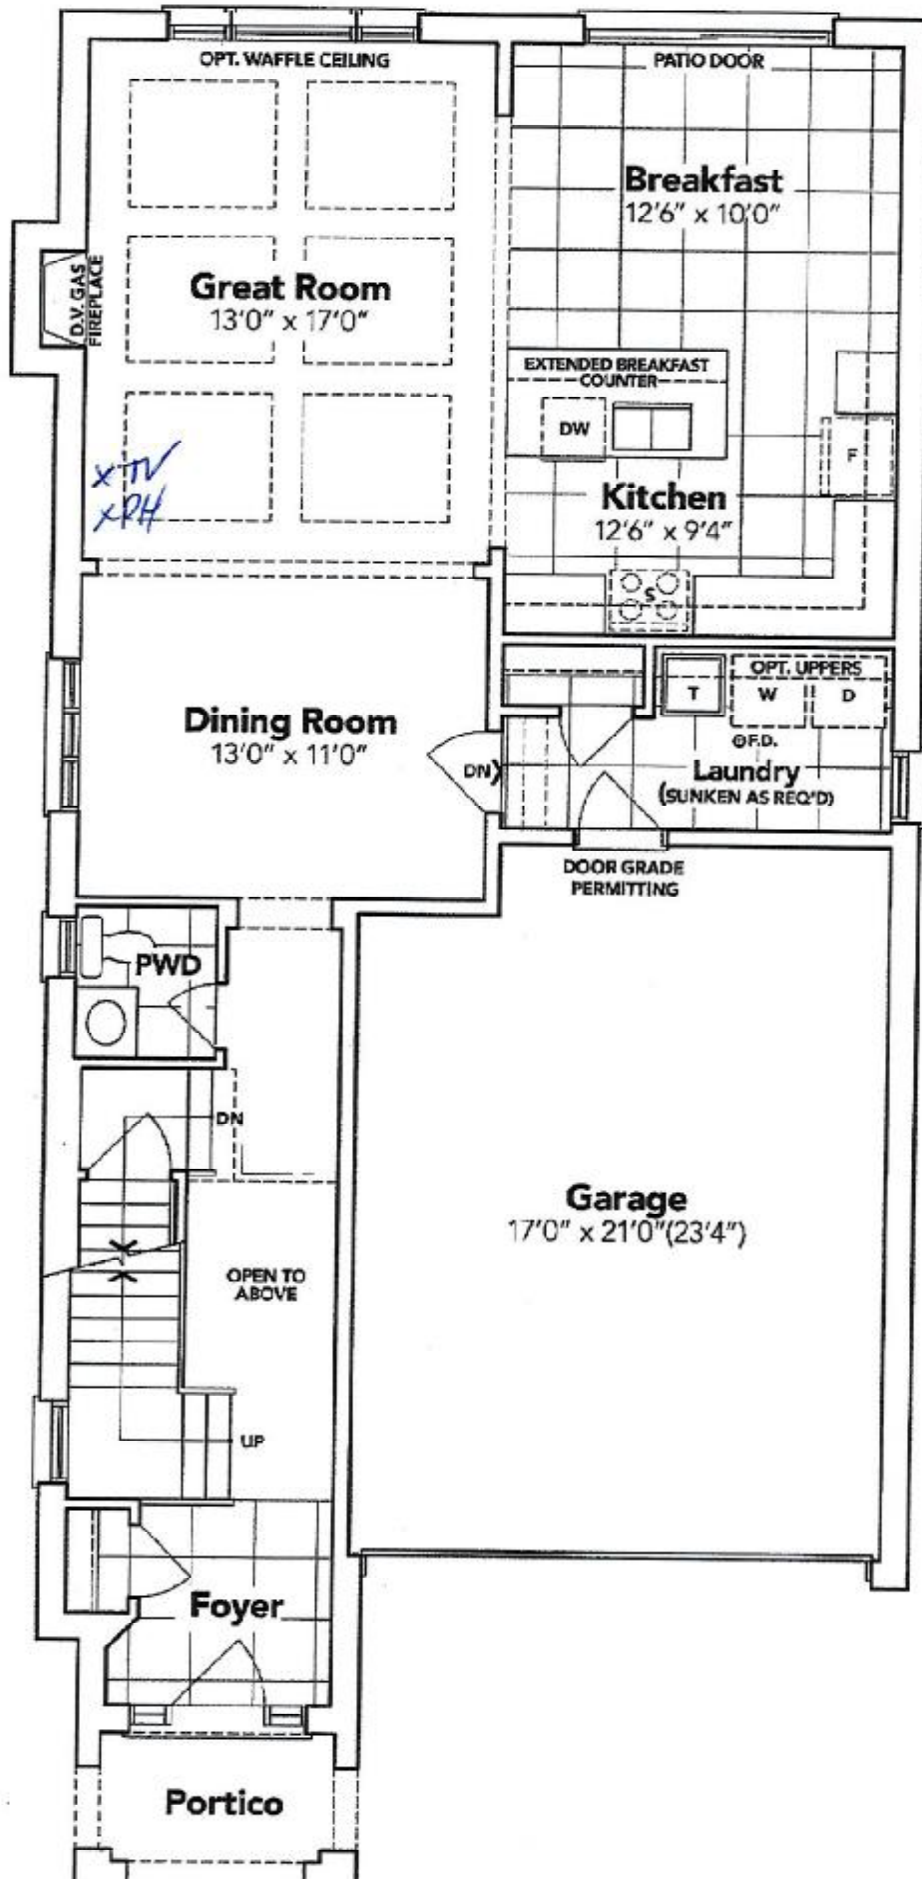 OPT. WAFFLE CEILING
PATIO DOOR
Breakfast
12'6" x 10'0"
D.V. GAS
FIREPLACE
Great Room
13'0" x 17'0"
EXTENDED BREAKFAST
COUNTER
DW
F
x TV
x PH
Kitchen
12'6" x 9'4"
S
OPT. UPPERS
T
W
D
F.D.
Dining Room
13'0" x 11'0"
DN
Laundry
(SUNKEN AS REQ'D)
DOOR GRADE
PERMITTING
PWD
DN
Garage
17'0" x 21'0"(23'4")
OPEN TO
ABOVE
UP
Foyer
Portico